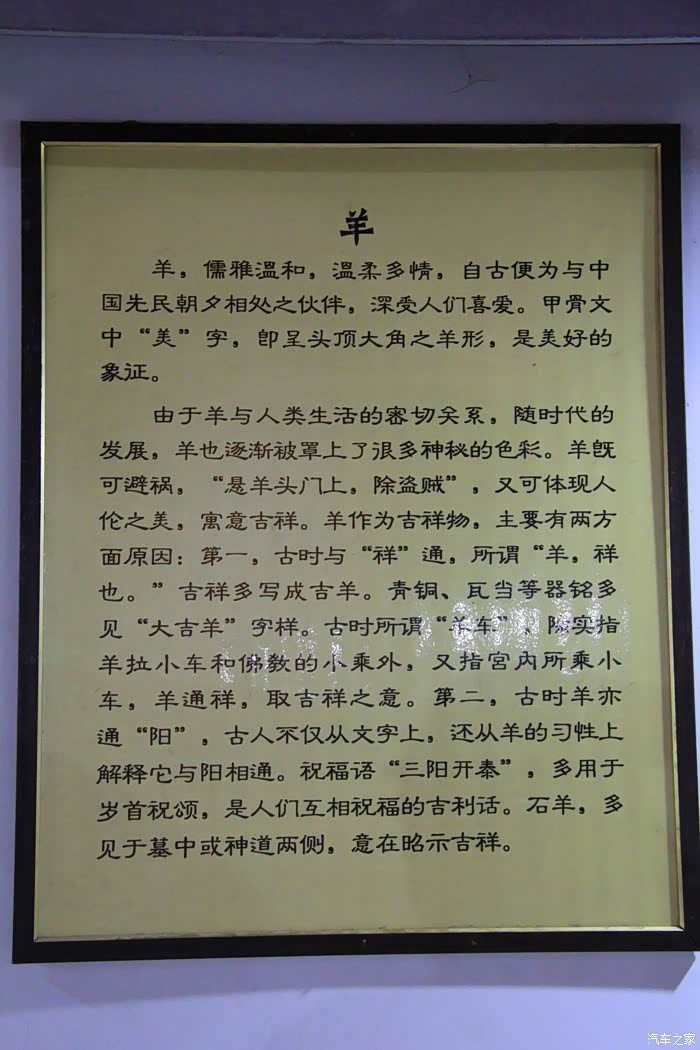 羊
羊，儒雅温和，温柔多情，自古便为与中
国先民朝夕相处之伙伴，深受人们喜爱。甲骨文
中“美”字，即呈头顶大角之羊形，是美好的
象征。
由于羊与人类生活的密切关系，随时代的
发展，羊也逐渐被罩上了很多神秘的色彩。羊既
可避祸，“悬羊头门上，除盗贼”，又可体现人
伦之美，寓意吉祥。羊作为吉祥物，主要有两方
面原因：第一，古时与“祥”通，所谓“羊，祥
也。”吉祥多写成吉羊。青铜、瓦当等器铭多
见“大吉羊”字样。古时所谓“羊车”，除实指
羊拉小车和佛教的小乘外，又指宫内所乘小
车，羊通祥，取吉祥之意。第二，古时羊亦
通“阳”，古人不仅从文字上，还从羊的习性上
解释它与阳相通。祝福语“三阳开泰”，多用于
岁首祝颂，是人们互相祝福的吉利话。石羊，多
见于墓中或神道两侧，意在昭示吉祥。
汽车之家